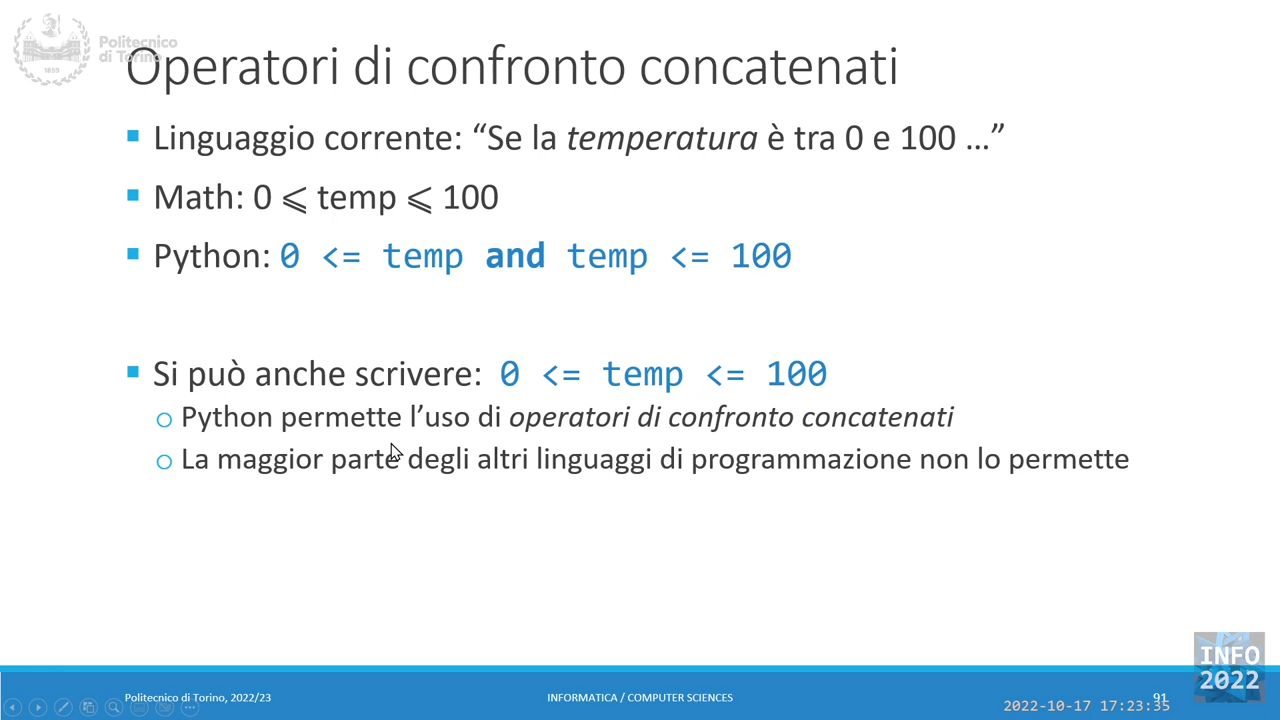 Politecnico
di Torino
1859
Operatori di confronto concatenati
Linguaggio corrente: “Se la temperatura è tra 0 e 100 …”
Math: 0 ⩽ temp ⩽ 100
Python: 0 <= temp and temp <= 100
Si può anche scrivere: 0 <= temp <= 100
Python permette l’uso di operatori di confronto concatenati
La maggior parte degli altri linguaggi di programmazione non lo permette
INFO
2022
Politecnico di Torino, 2022/23
INFORMATICA / COMPUTER SCIENCES
91
2022-10-17 17:23:35